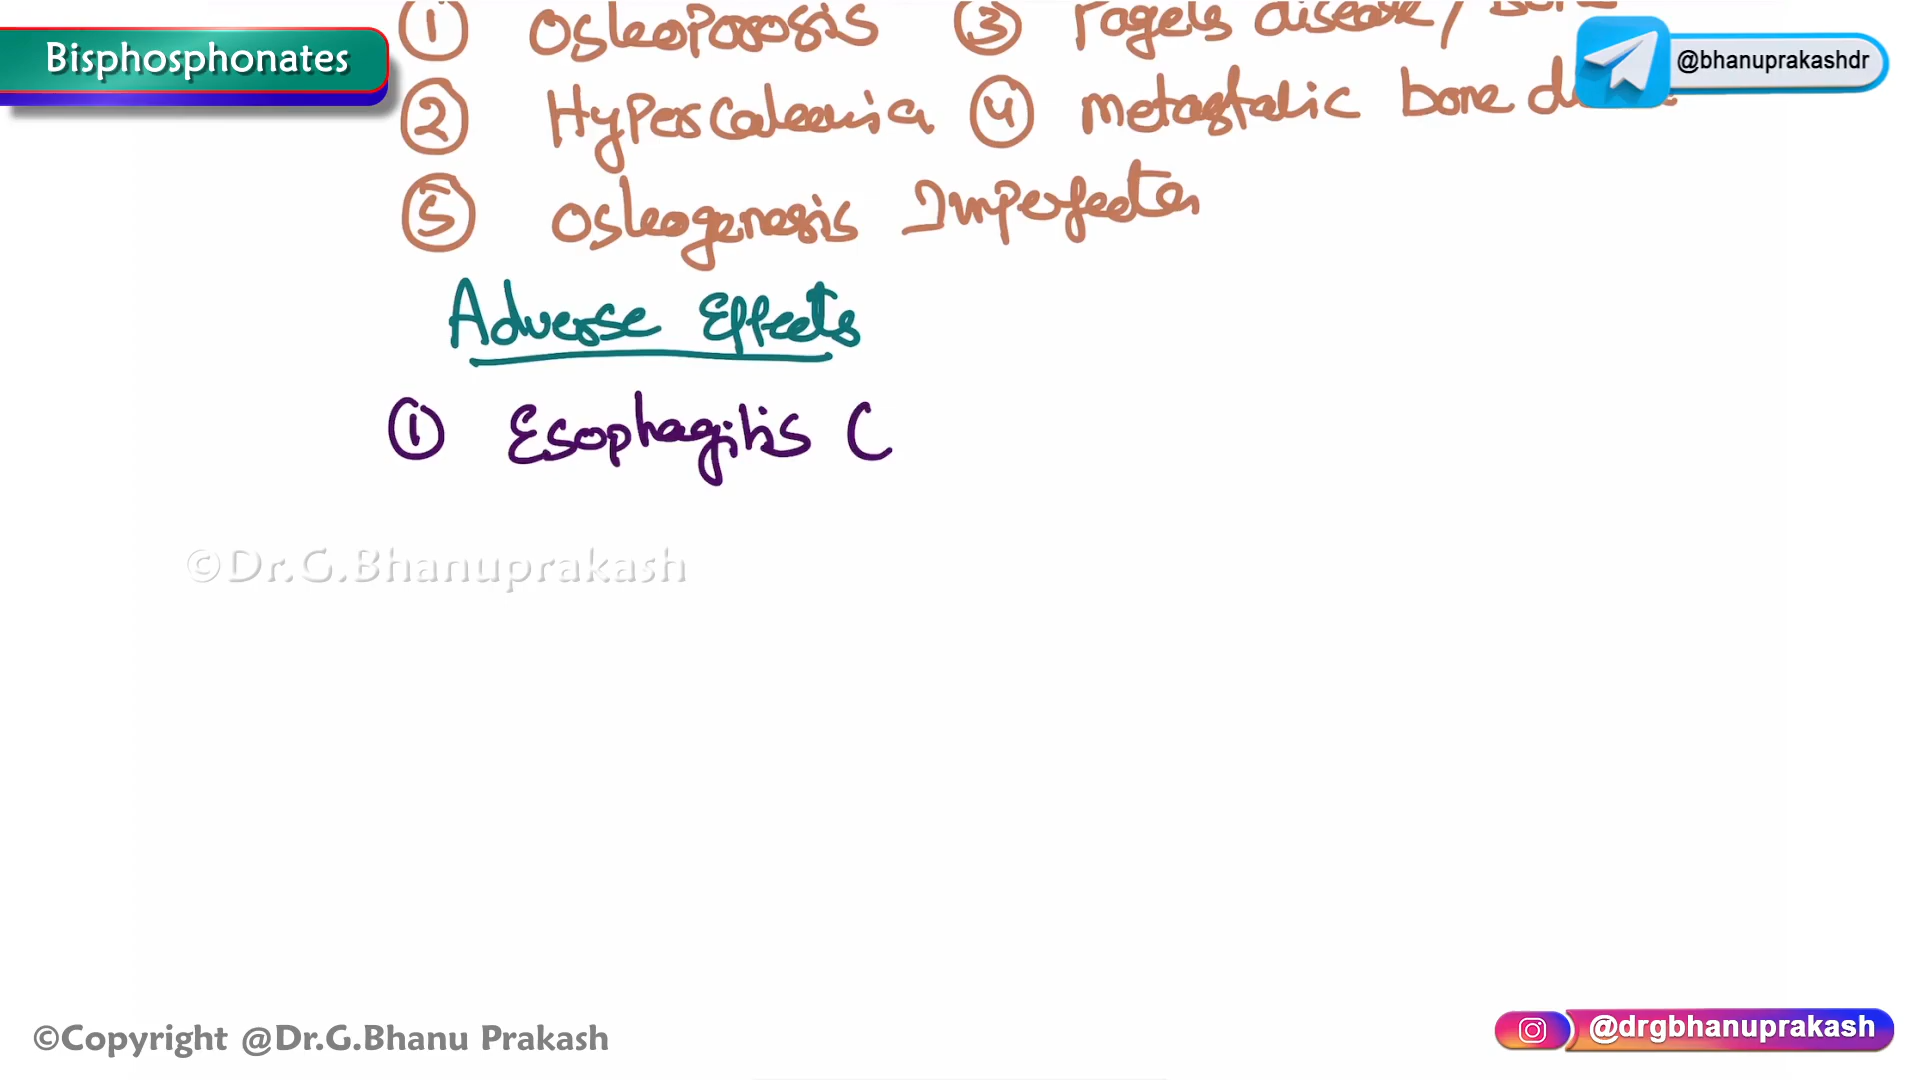 ① Osteoporosis ③ Pagets disease / Bone
Bisphosphonates
@bhanuprakashdr
② Hypercalcemia ④ metastatic bone
⑤ Osteogenesis Imperfecta
Adverse Effects
① Esophagitis (
©Dr.G.Bhanuprakash
©Copyright @Dr.G.Bhanu Prakash
@drgbhanuprakash